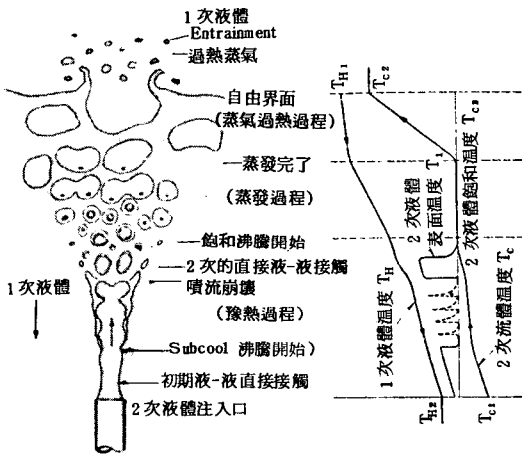 1次液體
Entrainment
過熱蒸氣
自由界面
(蒸氣過熱過程)
蒸發完了
(蒸發過程)
飽和沸騰開始
2次的直接液-液接觸
噴流崩壞
(豫熱過程)
1次液體
Subcool 沸騰開始)
初期液-液直接接觸
2次液體注入口
T_H1
T_C2
T_C3
2次液體飽和溫度
2次液體
表面溫度 T_1
1次液體溫度 T_H
2次流體溫度 T_C
T_H2
T_C1